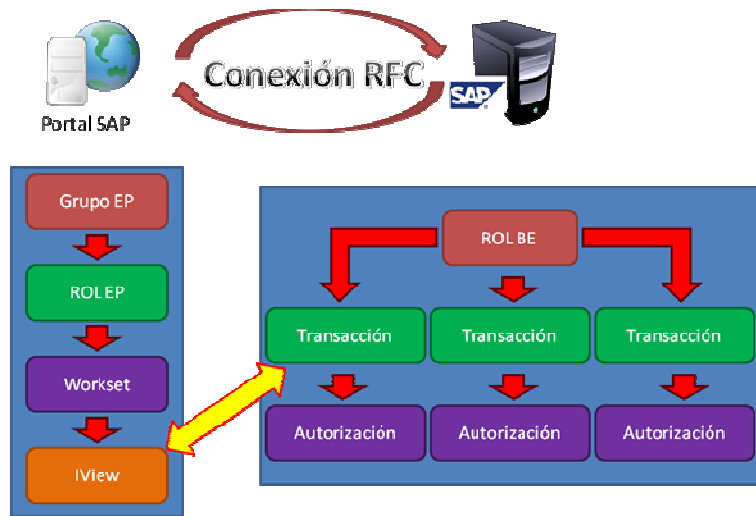 Conexión RFC
SAP
Portal SAP
Grupo EP
ROL EP
Workset
IView
ROL BE
Transacción Transacción Transacción
Autorización Autorización Autorización